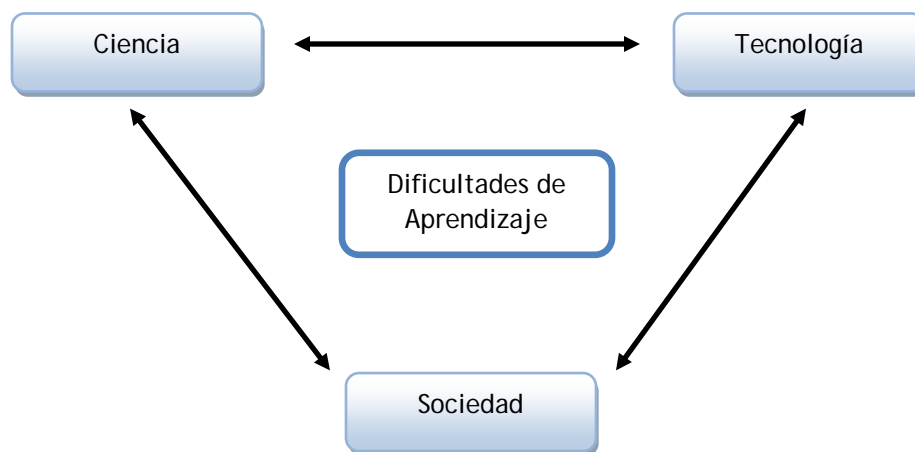 Ciencia
Tecnología
Dificultades de
Aprendizaje
Sociedad